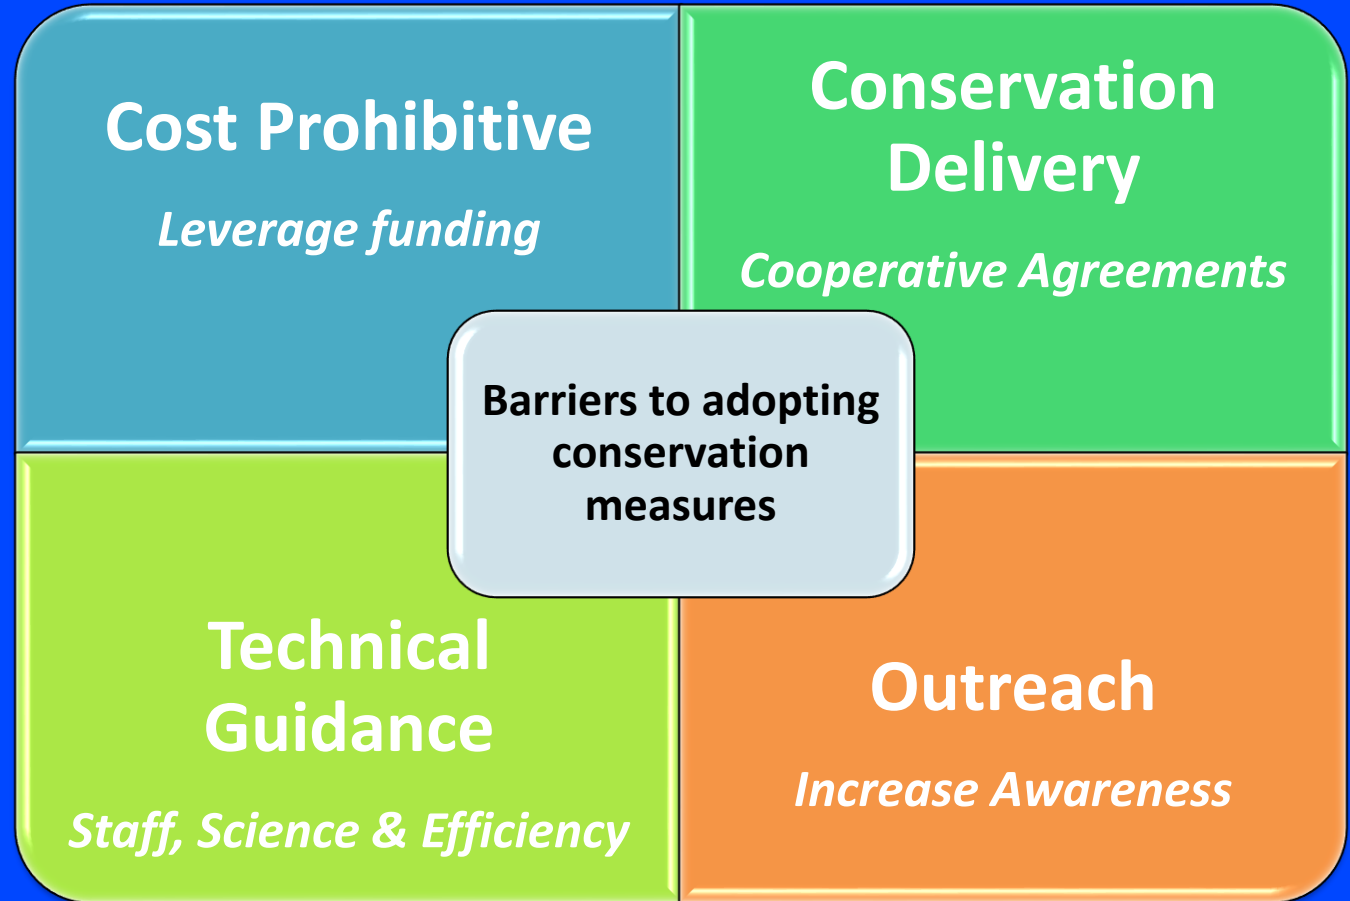 Cost Prohibitive
Leverage funding
Conservation
Delivery
Cooperative Agreements
Barriers to adopting
conservation
measures
Technical
Guidance
Staff, Science & Efficiency
Outreach
Increase Awareness